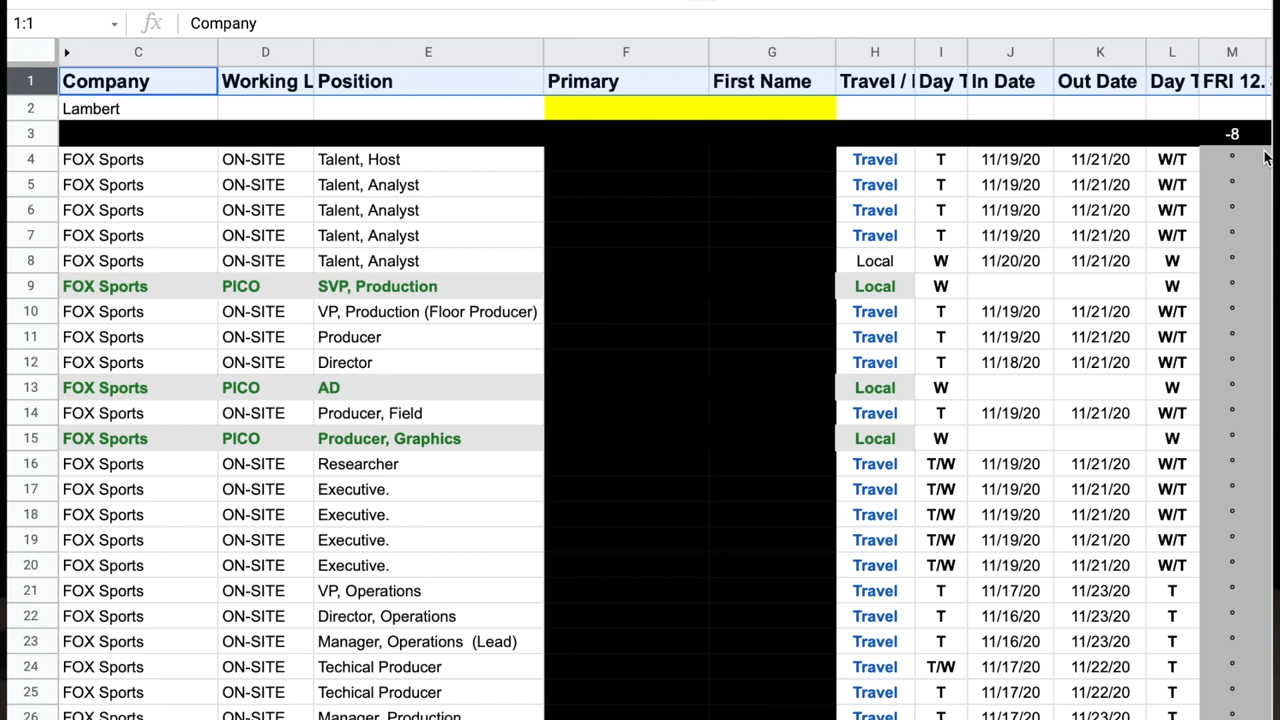 1:1 fx Company
C D E F G H I J K L M
1 Company Working L Position Primary First Name Travel / Day T In Date Out Date Day T FRI 12.
2 Lambert
3 -8
4 FOX Sports ON-SITE Talent, Host Travel T 11/19/20 11/21/20 W/T °
5 FOX Sports ON-SITE Talent, Analyst Travel T 11/19/20 11/21/20 W/T °
6 FOX Sports ON-SITE Talent, Analyst Travel T 11/19/20 11/21/20 W/T °
7 FOX Sports ON-SITE Talent, Analyst Travel T 11/19/20 11/21/20 W/T °
8 FOX Sports ON-SITE Talent, Analyst Local W 11/20/20 11/21/20 W °
9 FOX Sports PICO SVP, Production Local W W °
10 FOX Sports ON-SITE VP, Production (Floor Producer) Travel T 11/19/20 11/21/20 W/T °
11 FOX Sports ON-SITE Producer Travel T 11/19/20 11/21/20 W/T °
12 FOX Sports ON-SITE Director Travel T 11/18/20 11/21/20 W/T °
13 FOX Sports PICO AD Local W W °
14 FOX Sports ON-SITE Producer, Field Travel T 11/19/20 11/21/20 W/T °
15 FOX Sports PICO Producer, Graphics Local W W °
16 FOX Sports ON-SITE Researcher Travel T/W 11/19/20 11/21/20 W/T °
17 FOX Sports ON-SITE Executive. Travel T/W 11/19/20 11/21/20 W/T °
18 FOX Sports ON-SITE Executive. Travel T/W 11/19/20 11/21/20 W/T °
19 FOX Sports ON-SITE Executive. Travel T/W 11/19/20 11/21/20 W/T °
20 FOX Sports ON-SITE Executive. Travel T/W 11/19/20 11/21/20 W/T °
21 FOX Sports ON-SITE VP, Operations Travel T 11/17/20 11/23/20 T °
22 FOX Sports ON-SITE Director, Operations Travel T 11/16/20 11/23/20 T °
23 FOX Sports ON-SITE Manager, Operations (Lead) Travel T 11/16/20 11/23/20 T °
24 FOX Sports ON-SITE Techical Producer Travel T/W 11/17/20 11/22/20 T °
25 FOX Sports ON-SITE Techical Producer Travel T 11/17/20 11/22/20 T °
26 FOX Sports ON-SITE Manager, Production Travel T 11/17/20 11/23/20 T °